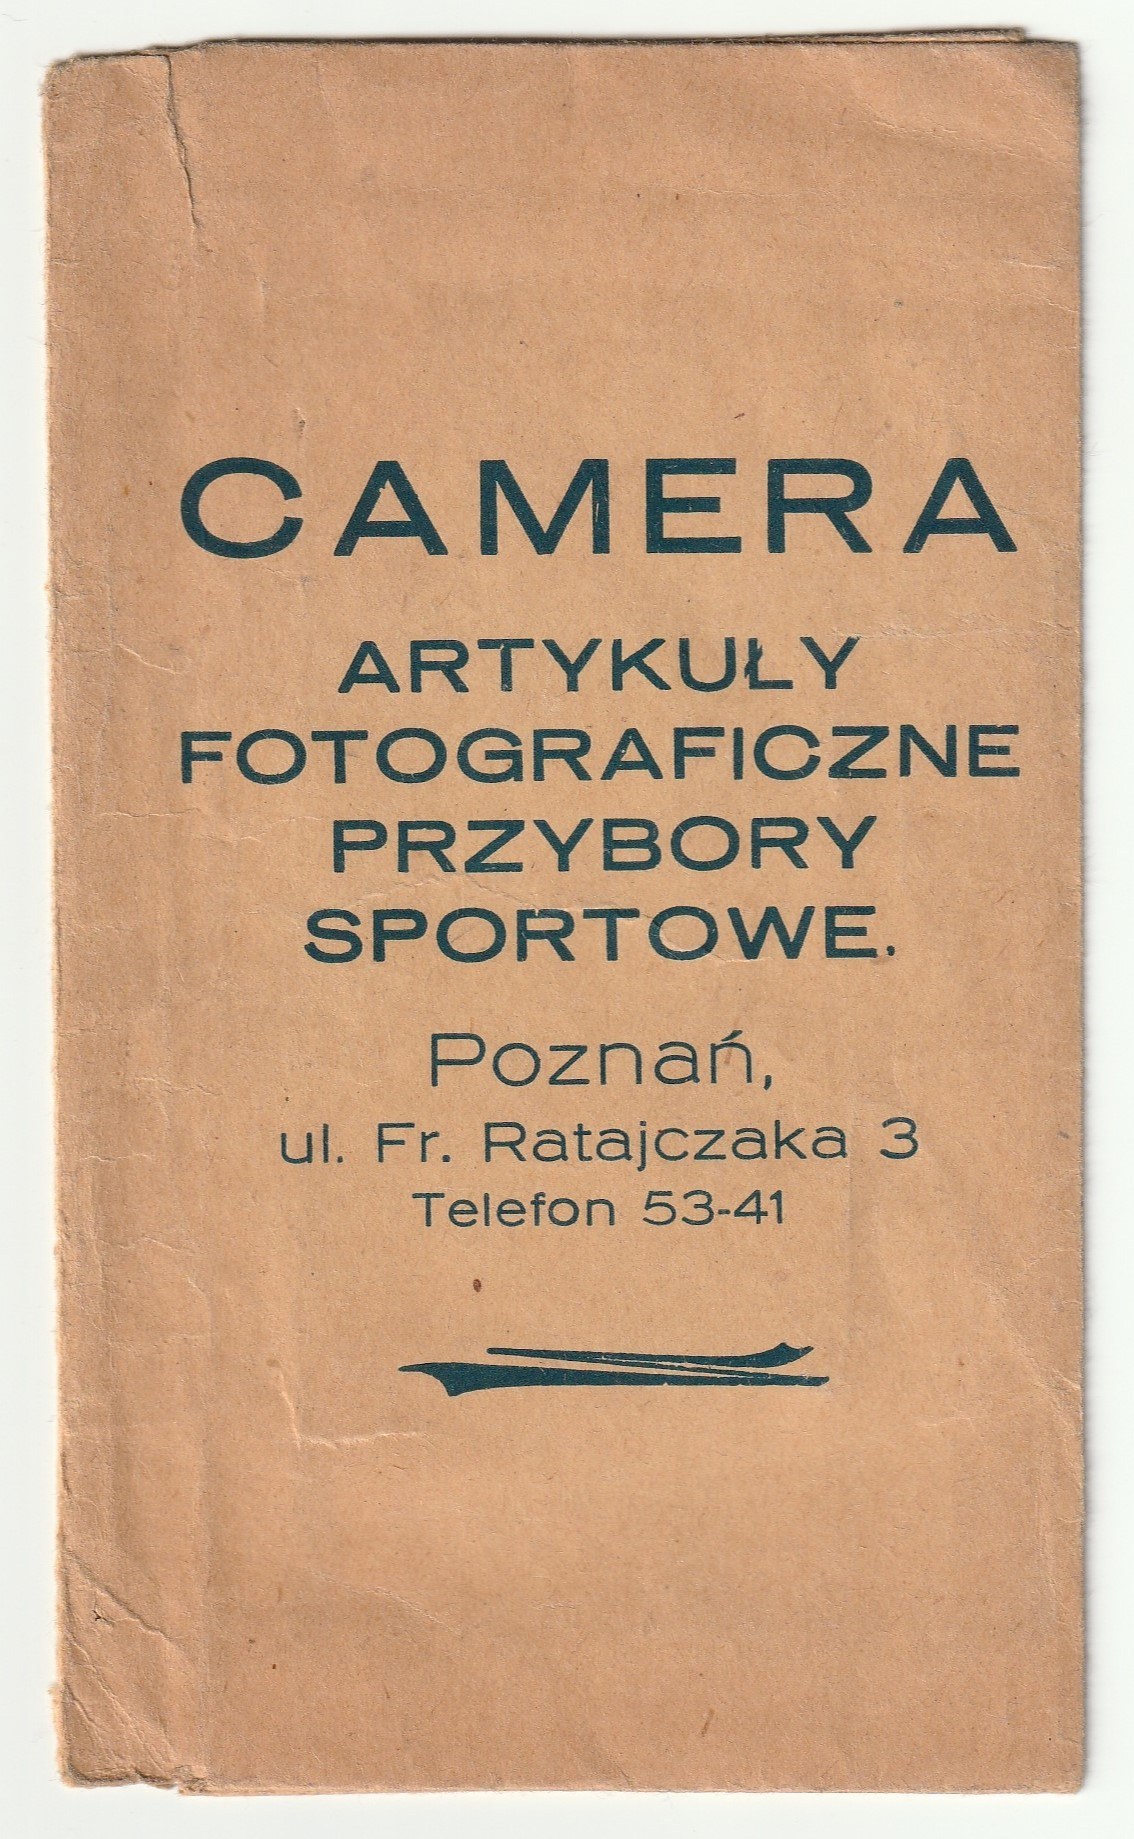 CAMERA
ARTYKUŁY
FOTOGRAFICZNE
PRZYBORY
SPORTOWE.
Poznań,
ul. Fr. Ratajczaka 3
Telefon 53-41